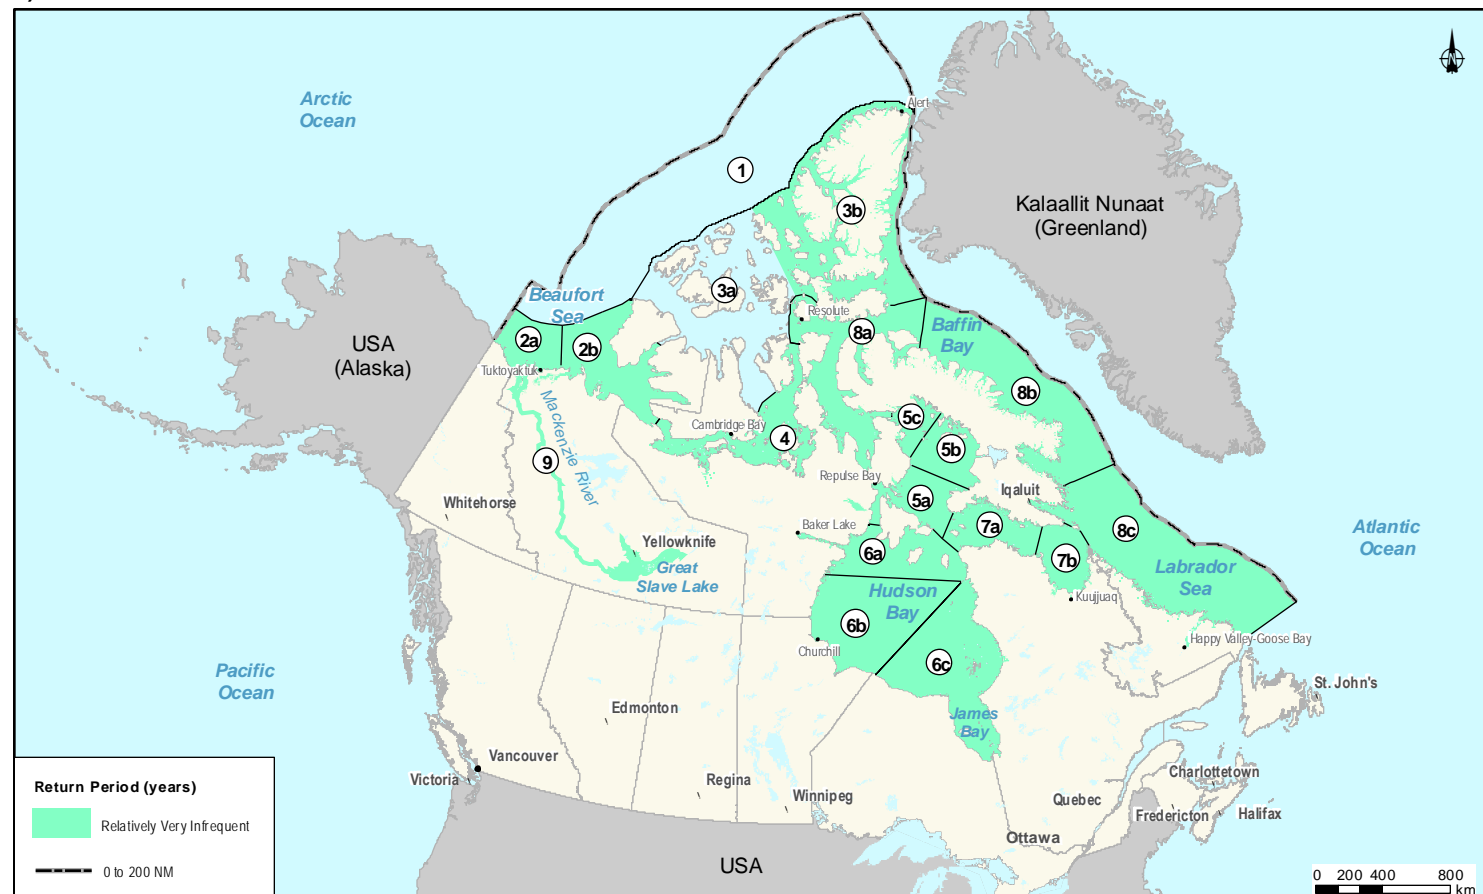 Alert
Arctic
Ocean
1
Kalaallit Nunaat
(Greenland)
3b
3a
Beaufort
Sea
Resolute
Baffin
Bay
8a
2a
2b
USA
(Alaska)
Tuktoyaktuk
8b
Mackenzie River
5c
Cambridge Bay
4
5b
9
Repulse Bay
Iqaluit
5a
Whitehorse
Baker Lake
7a
8c
Atlantic
Ocean
Yellowknife
6a
7b
Great
Slave Lake
Labrador
Sea
Hudson
Bay
Kuujjuaq
6b
Happy Valley-Goose Bay
Churchill
6c
Pacific
Ocean
St. John's
Edmonton
James
Bay
Vancouver
Victoria
Regina
Winnipeg
Charlottetown
Quebec
Fredericton
Halifax
Ottawa
USA
Return Period (years)
Relatively Very Infrequent
0 to 200 NM
0 200 400 800
km